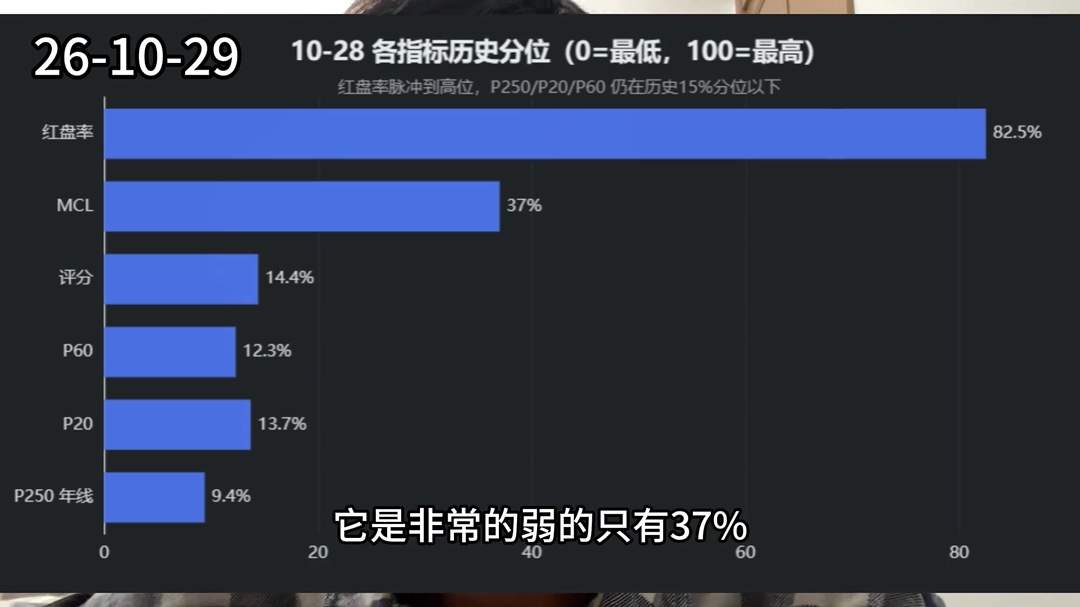 26-10-29
10-28 各指标历史分位（0=最低，100=最高）
红盘率脉冲到高位，P250/P20/P60 仍在历史15%分位以下
红盘率 82.5%
MCL 37%
评分 14.4%
P60 12.3%
P20 13.7%
P250 年线 9.4%
它是非常的弱的只有37%
0 20 40 60 80